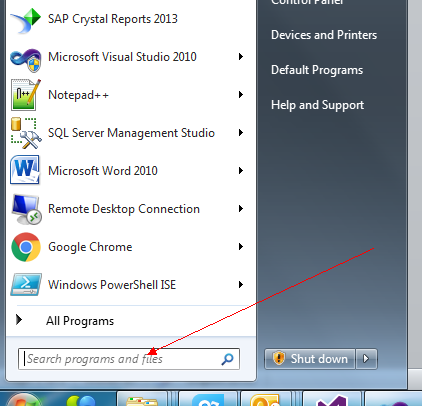 SAP Crystal Reports 2013
Microsoft Visual Studio 2010
Notepad++
SQL Server Management Studio
Microsoft Word 2010
Remote Desktop Connection
Google Chrome
Windows PowerShell ISE
All Programs
Search programs and files
Control Panel
Devices and Printers
Default Programs
Help and Support
Shut down